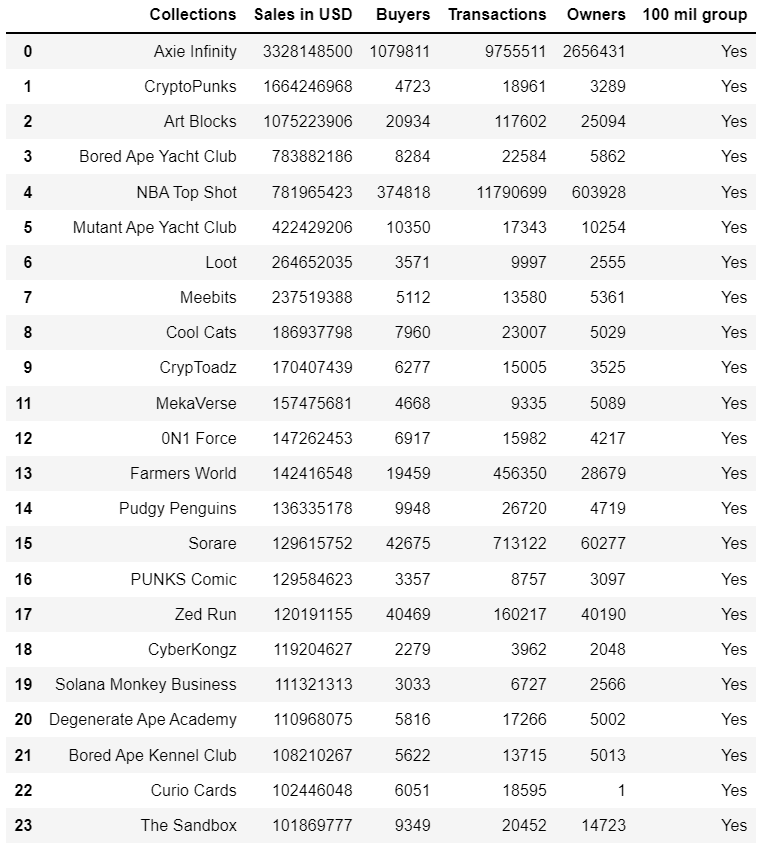 Collections Sales in USD Buyers Transactions Owners 100 mil group
0 Axie Infinity 3328148500 1079811 9755511 2656431 Yes
1 CryptoPunks 1664246968 4723 18961 3289 Yes
2 Art Blocks 1075223906 20934 117602 25094 Yes
3 Bored Ape Yacht Club 783882186 8284 22584 5862 Yes
4 NBA Top Shot 781965423 374818 11790699 603928 Yes
5 Mutant Ape Yacht Club 422429206 10350 17343 10254 Yes
6 Loot 264652035 3571 9997 2555 Yes
7 Meebits 237519388 5112 13580 5361 Yes
8 Cool Cats 186937798 7960 23007 5029 Yes
9 CrypToadz 170407439 6277 15005 3525 Yes
11 MekaVerse 157475681 4668 9335 5089 Yes
12 0N1 Force 147262453 6917 15982 4217 Yes
13 Farmers World 142416548 19459 456350 28679 Yes
14 Pudgy Penguins 136335178 9948 26720 4719 Yes
15 Sorare 129615752 42675 713122 60277 Yes
16 PUNKS Comic 129584623 3357 8757 3097 Yes
17 Zed Run 120191155 40469 160217 40190 Yes
18 CyberKongz 119204627 2279 3962 2048 Yes
19 Solana Monkey Business 111321313 3033 6727 2566 Yes
20 Degenerate Ape Academy 110968075 5816 17266 5002 Yes
21 Bored Ape Kennel Club 108210267 5622 13715 5013 Yes
22 Curio Cards 102446048 6051 18595 1 Yes
23 The Sandbox 101869777 9349 20452 14723 Yes